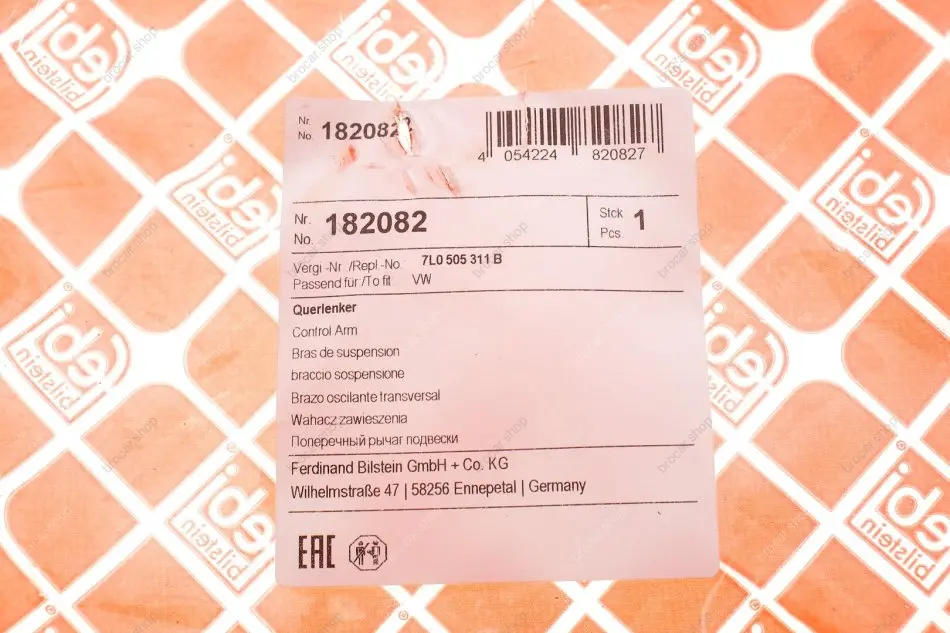 Nr.
No. 182082
4 054224 820827
Nr.
No. 182082
Stck
Pcs. 1
Vergl-Nr. /Repl-No. 7L0 505 311 B
Passend für /To fit VW
Querlenker
Control Arm
Bras de suspension
braccio sospensione
Brazo oscilante transversal
Wahacz zawieszenia
Поперечный рычаг подвески
Ferdinand Bilstein GmbH + Co. KG
Wilhelmstraße 47 | 58256 Ennepetal | Germany
EAC
febi
bilstein
brocar.shop